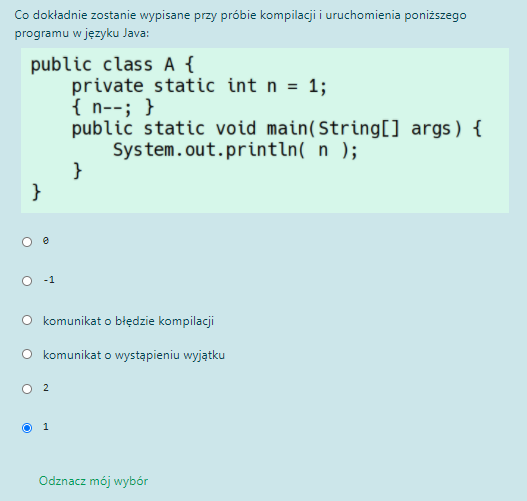 Co dokładnie zostanie wypisane przy próbie kompilacji i uruchomienia poniższego
programu w języku Java:
public class A {
    private static int n = 1;
    { n--; }
    public static void main(String[] args) {
        System.out.println( n );
    }
}
0
-1
komunikat o błędzie kompilacji
komunikat o wystąpieniu wyjątku
2
1
Odznacz mój wybór